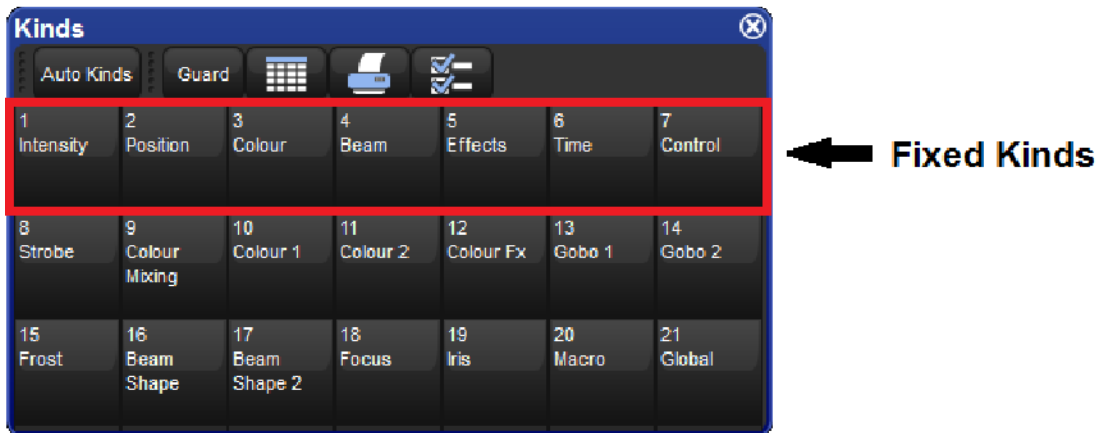 Kinds
Auto Kinds Guard
1 2 3 4 5 6 7
Intensity Position Colour Beam Effects Time Control
Fixed Kinds
8 9 10 11 12 13 14
Strobe Colour Colour 1 Colour 2 Colour Fx Gobo 1 Gobo 2
Mixing
15 16 17 18 19 20 21
Frost Beam Beam Focus Iris Macro Global
Shape Shape 2